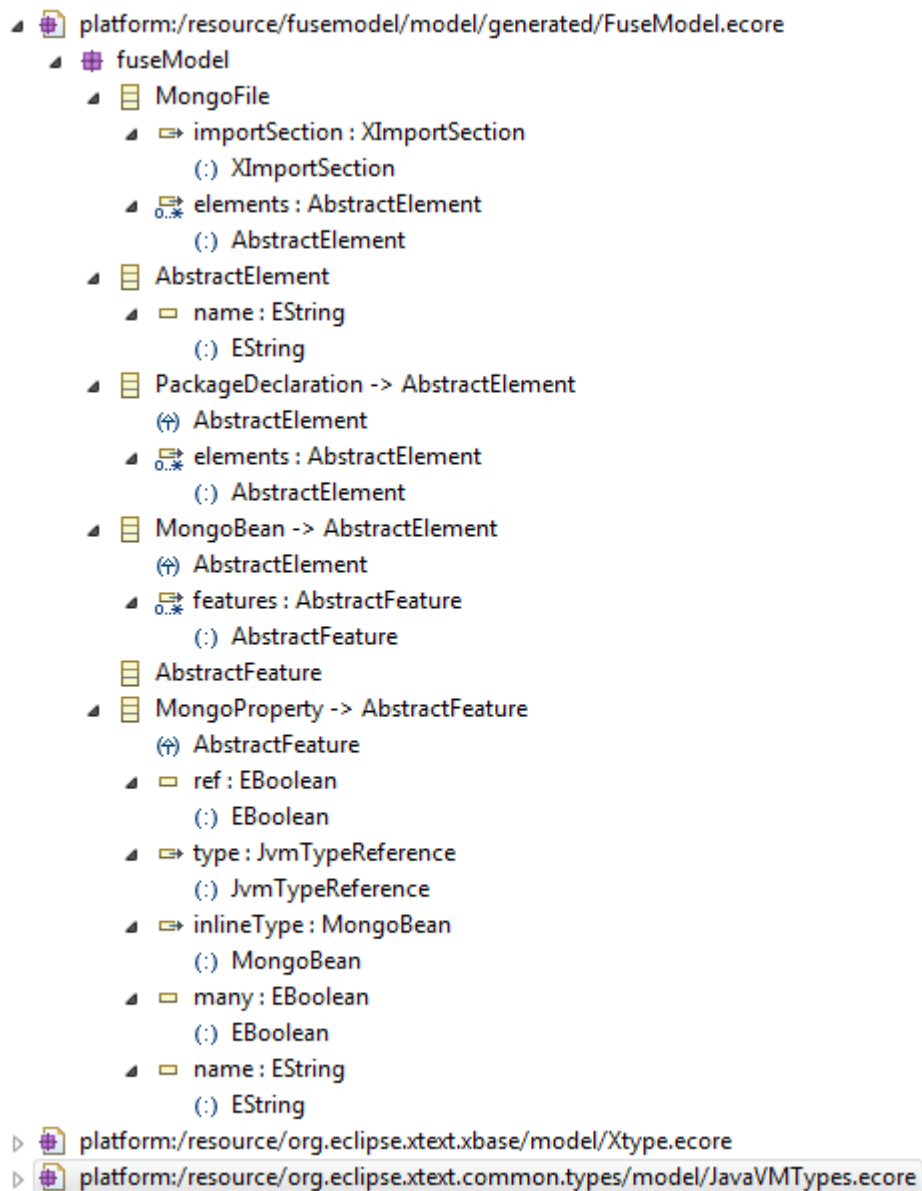 platform:/resource/fusemodel/model/generated/FuseModel.ecore
fuseModel
MongoFile
importSection : XImportSection
(:) XImportSection
0..* elements : AbstractElement
(:) AbstractElement
AbstractElement
name : EString
(:) EString
PackageDeclaration -> AbstractElement
AbstractElement
0..* elements : AbstractElement
(:) AbstractElement
MongoBean -> AbstractElement
AbstractElement
0..* features : AbstractFeature
(:) AbstractFeature
AbstractFeature
MongoProperty -> AbstractFeature
AbstractFeature
ref : EBoolean
(:) EBoolean
type : JvmTypeReference
(:) JvmTypeReference
inlineType : MongoBean
(:) MongoBean
many : EBoolean
(:) EBoolean
name : EString
(:) EString
platform:/resource/org.eclipse.xtext.xbase/model/Xtype.ecore
platform:/resource/org.eclipse.xtext.common.types/model/JavaVMTypes.ecore